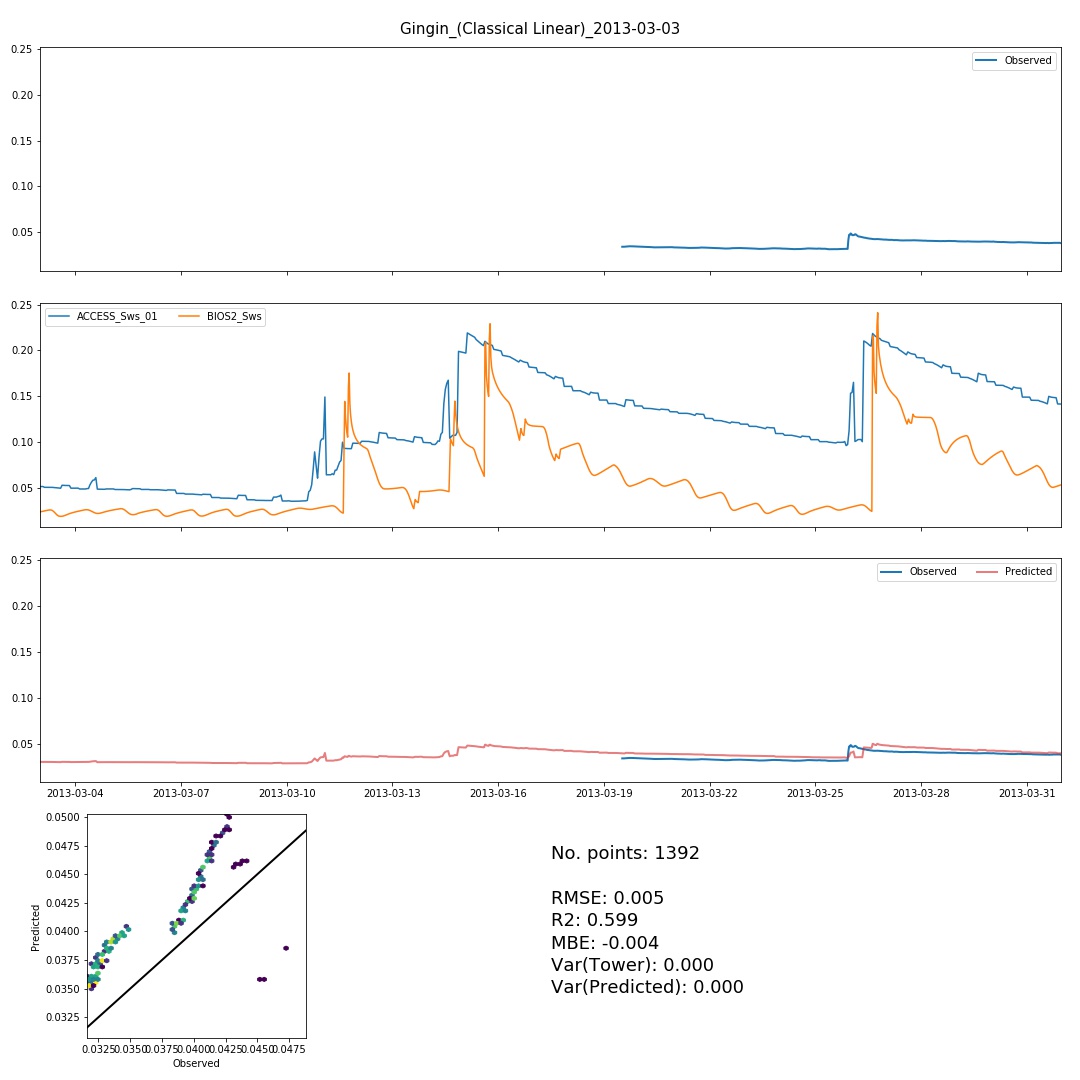 Gingin_(Classical Linear)_2013-03-03
0.25
0.20
0.15
0.10
0.05
Observed
0.25
0.20
0.15
0.10
0.05
ACCESS_Sws_01 BIOS2_Sws
0.25
0.20
0.15
0.10
0.05
Observed Predicted
2013-03-04 2013-03-07 2013-03-10 2013-03-13 2013-03-16 2013-03-19 2013-03-22 2013-03-25 2013-03-28 2013-03-31
0.0500
0.0475
0.0450
0.0425
0.0400
0.0375
0.0350
0.0325
Predicted
0.0325 0.0350 0.0375 0.0400 0.0425 0.0450 0.0475
Observed
No. points: 1392
RMSE: 0.005
R2: 0.599
MBE: -0.004
Var(Tower): 0.000
Var(Predicted): 0.000